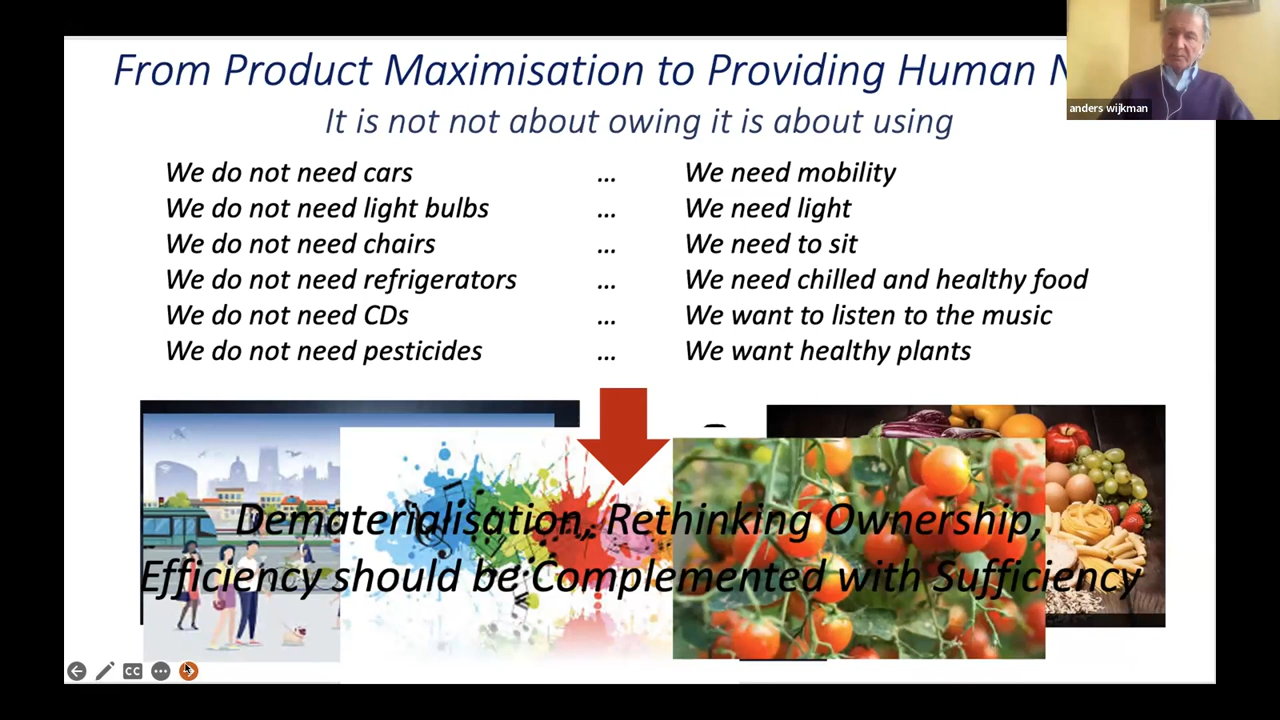 From Product Maximisation to Providing Human
anders wijkman
It is not not about owing it is about using
We do not need cars ... We need mobility
We do not need light bulbs ... We need light
We do not need chairs ... We need to sit
We do not need refrigerators ... We need chilled and healthy food
We do not need CDs ... We want to listen to the music
We do not need pesticides ... We want healthy plants
Dematerialisation, Rethinking Ownership,
Efficiency should be Complemented with Sufficiency
CC